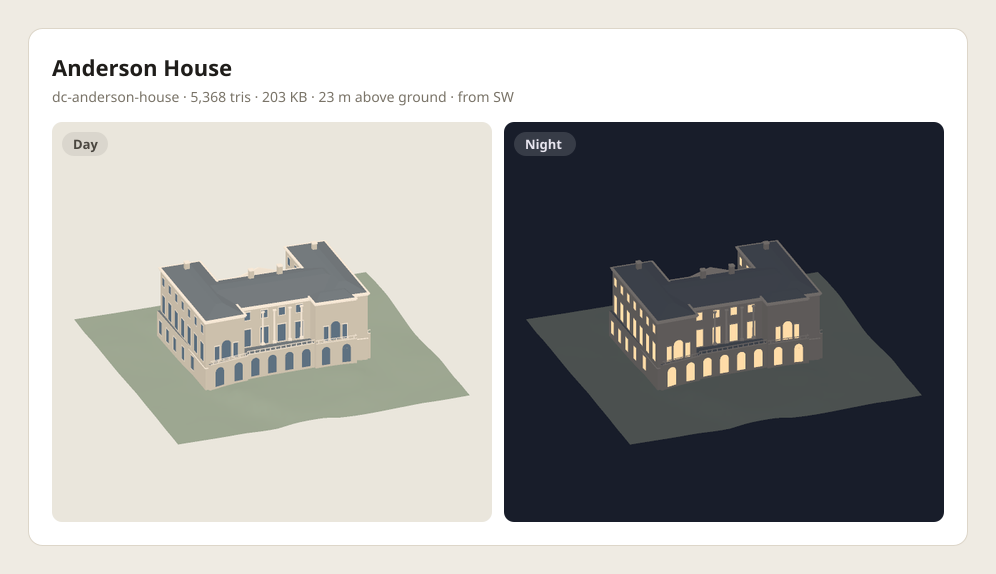 Anderson House
dc-anderson-house · 5,368 tris · 203 KB · 23 m above ground · from SW
Day
Night